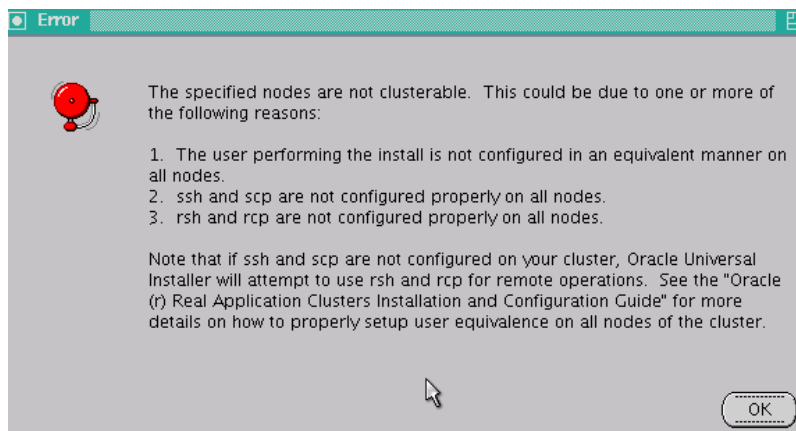 Error
The specified nodes are not clusterable.  This could be due to one or more of
the following reasons:
1.  The user performing the install is not configured in an equivalent manner on
all nodes.
2.  ssh and scp are not configured properly on all nodes.
3.  rsh and rcp are not configured properly on all nodes.
Note that if ssh and scp are not configured on your cluster, Oracle Universal
Installer will attempt to use rsh and rcp for remote operations.  See the "Oracle
(r) Real Application Clusters Installation and Configuration Guide" for more
details on how to properly setup user equivalence on all nodes of the cluster.
OK